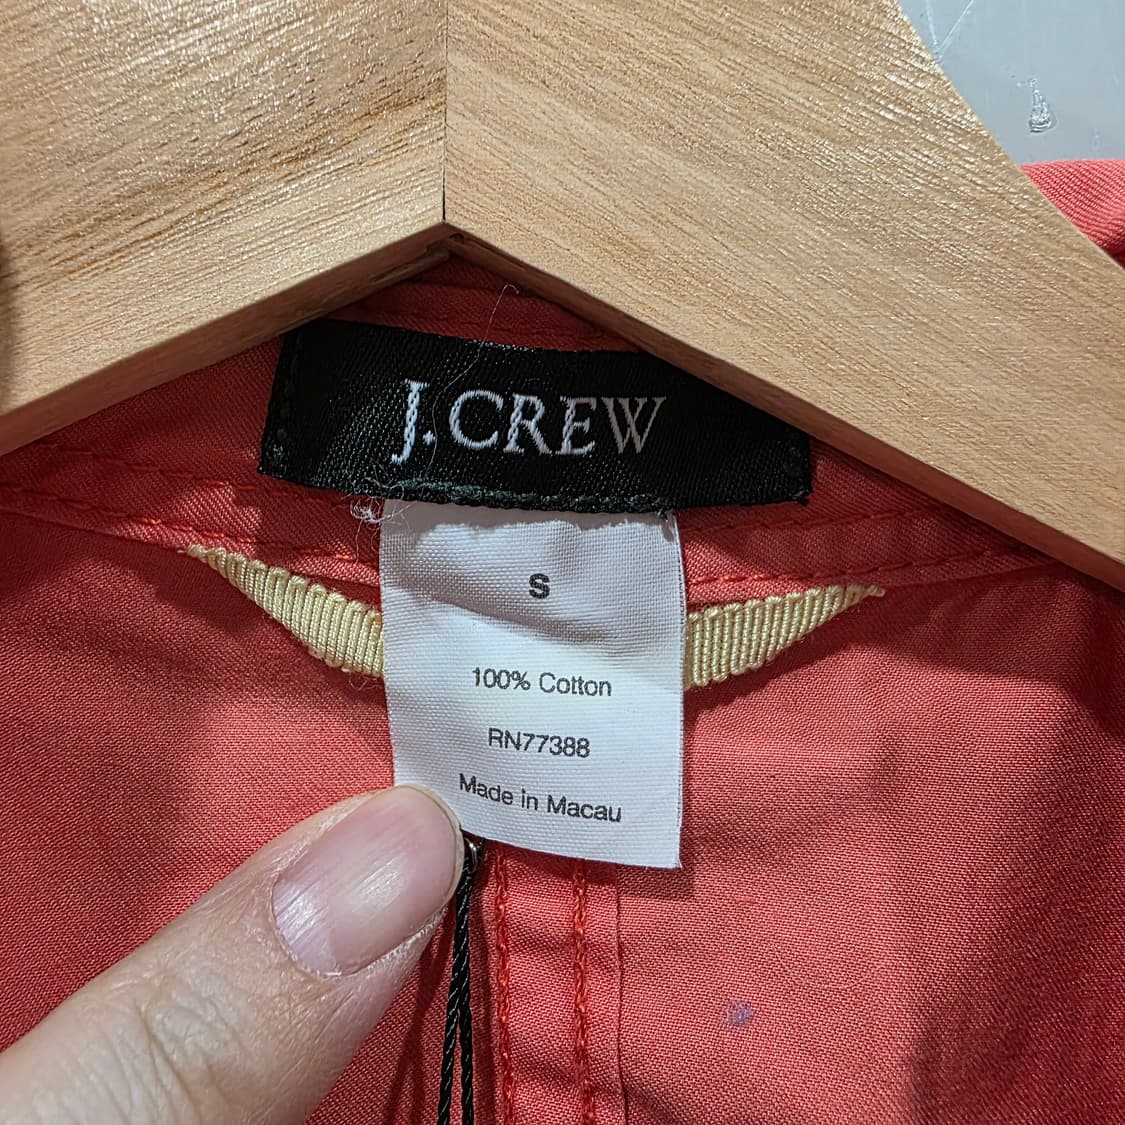 J.CREW
S
100% Cotton
RN77388
Made in Macau